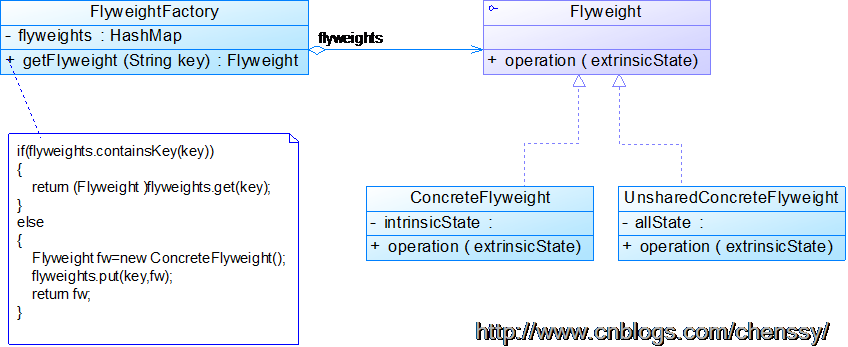 FlyweightFactory
- flyweights : HashMap
+ getFlyweight (String key) : Flyweight
flyweights
Flyweight
+ operation ( extrinsicState)
if(flyweights.containsKey(key))
{
return (Flyweight )flyweights.get(key);
}
else
{
Flyweight fw=new ConcreteFlyweight();
flyweights.put(key,fw);
return fw;
}
ConcreteFlyweight
- intrinsicState :
+ operation ( extrinsicState)
UnsharedConcreteFlyweight
- allState :
+ operation ( extrinsicState)
http://www.cnblogs.com/chenssy/